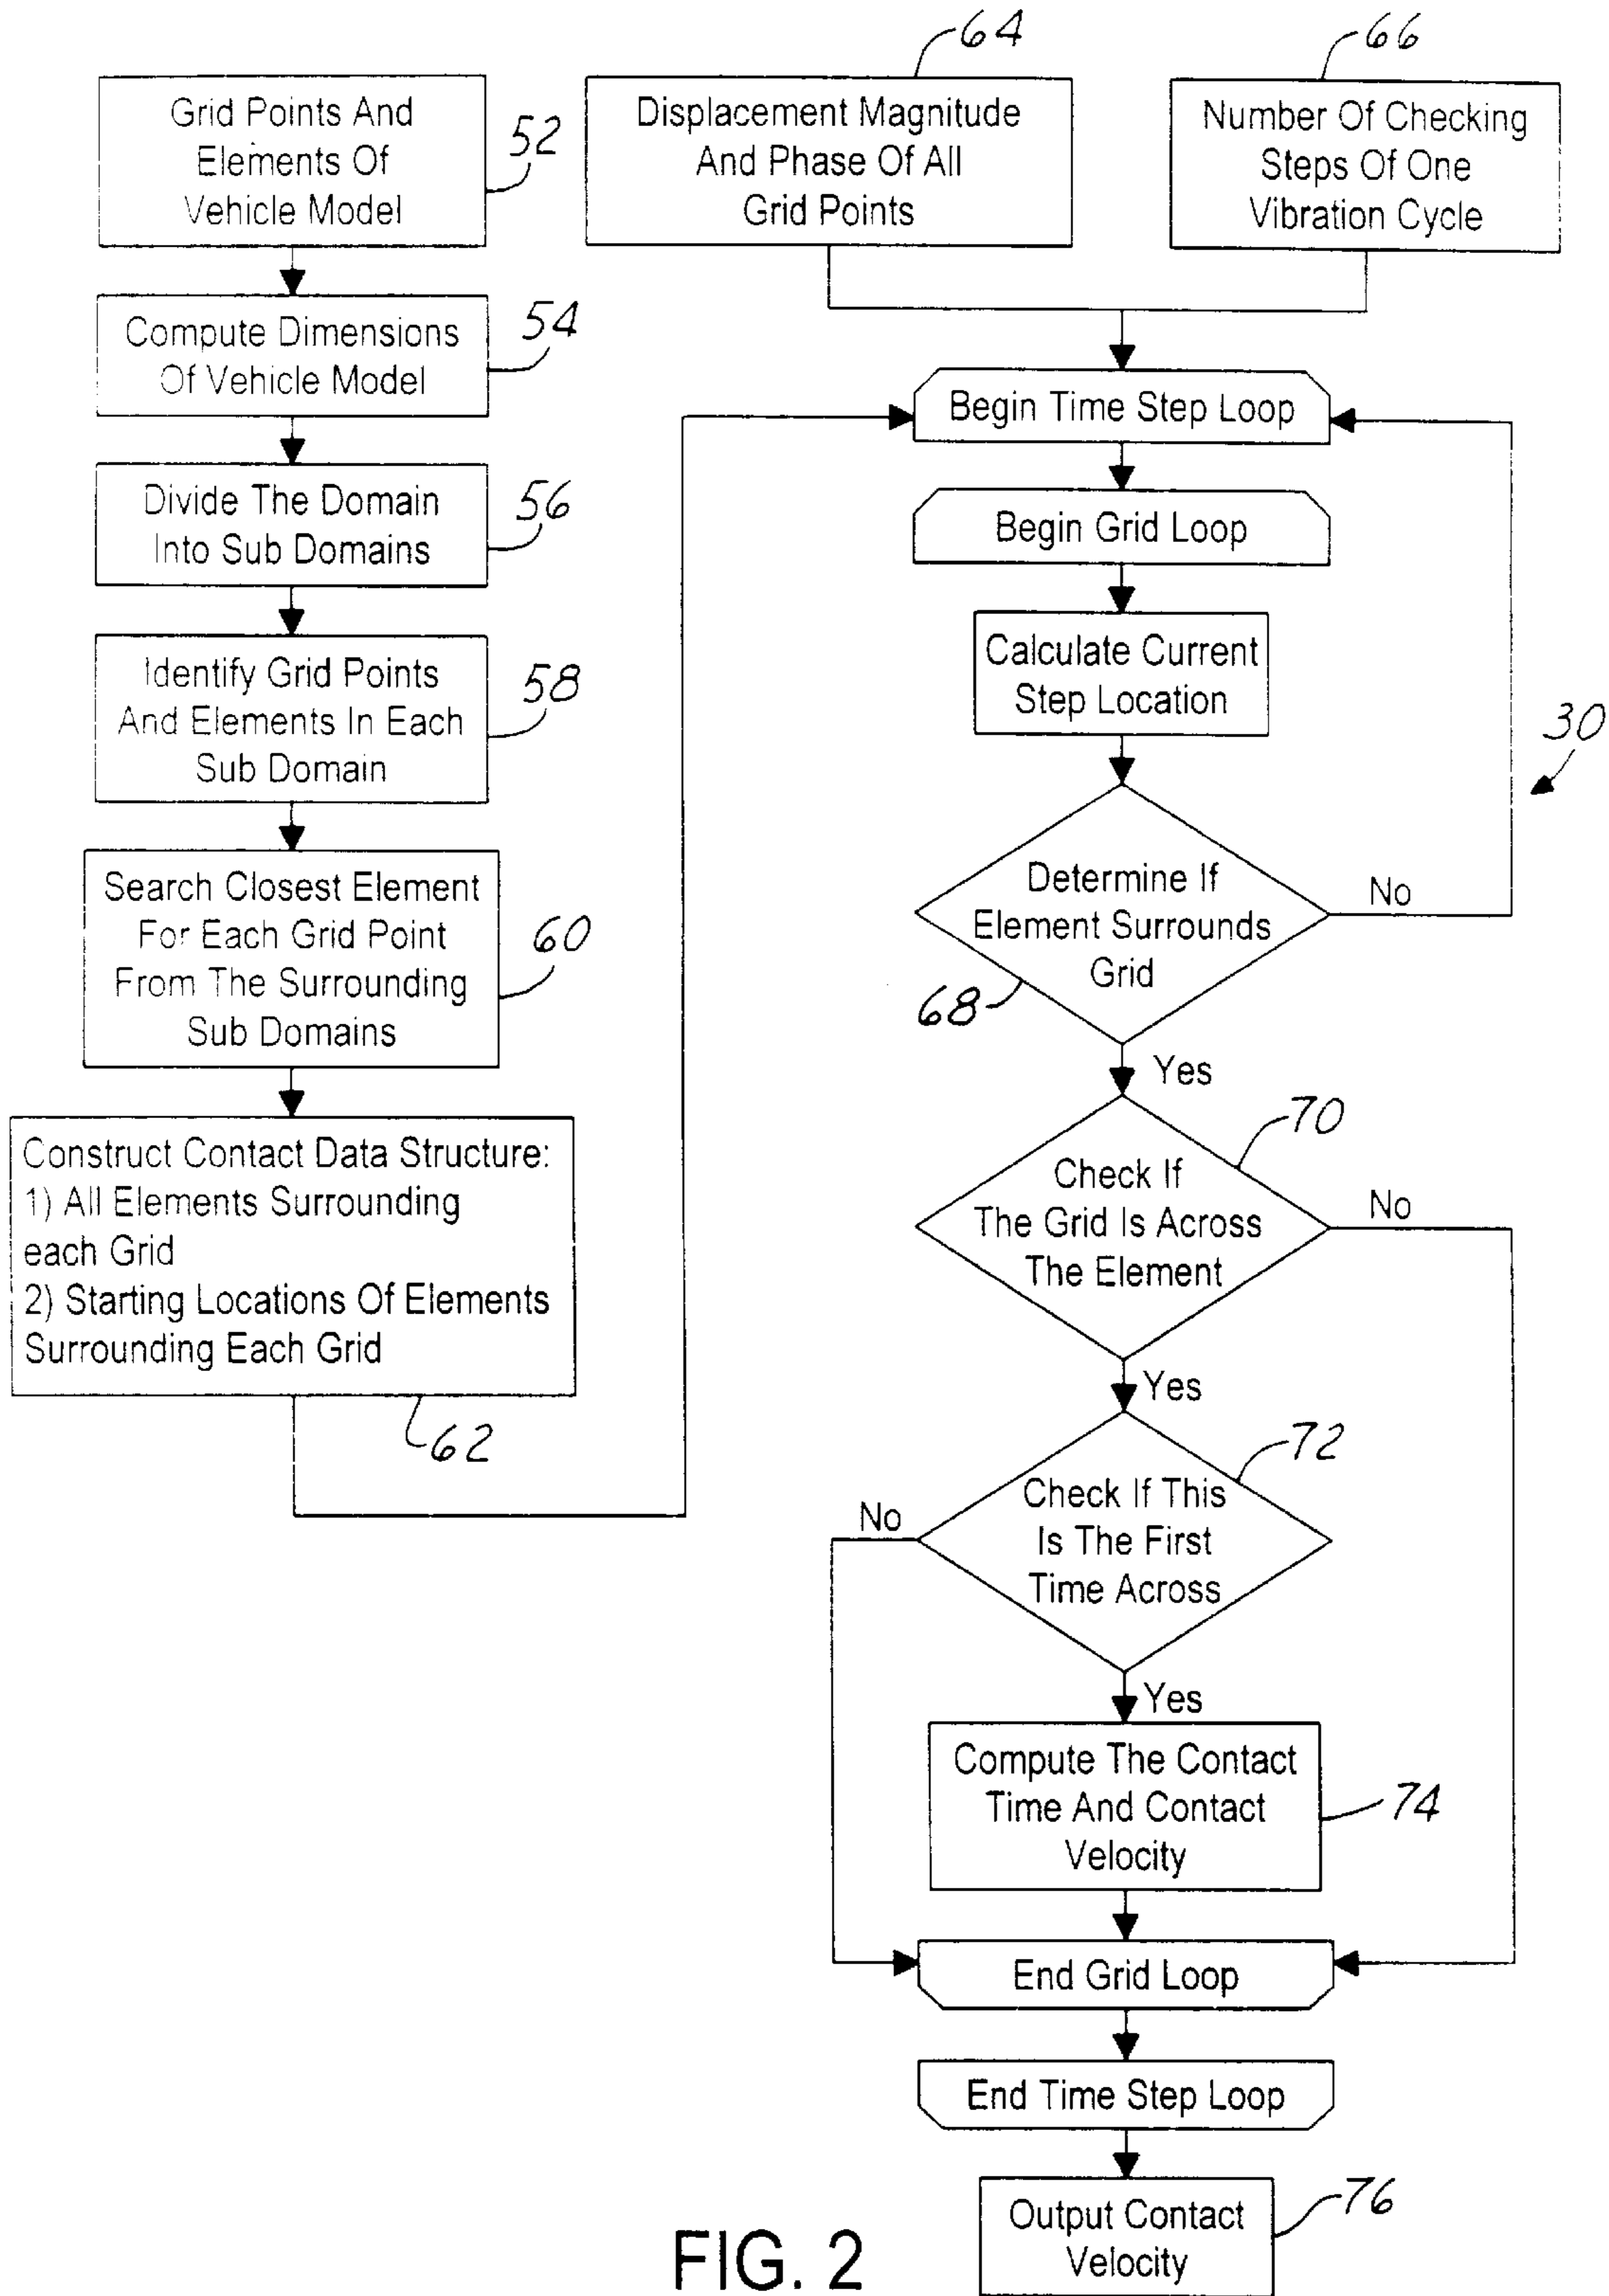 Grid Points And
Elements Of
Vehicle Model
52
Compute Dimensions
Of Vehicle Model
54
Divide The Domain
Into Sub Domains
56
Identify Grid Points
And Elements In Each
Sub Domain
58
Search Closest Element
For Each Grid Point
From The Surrounding
Sub Domains
60
Construct Contact Data Structure:
1) All Elements Surrounding
each Grid
2) Starting Locations Of Elements
Surrounding Each Grid
62
64
Displacement Magnitude
And Phase Of All
Grid Points
66
Number Of Checking
Steps Of One
Vibration Cycle
Begin Time Step Loop
Begin Grid Loop
Calculate Current
Step Location
30
Determine If
Element Surrounds
Grid
No
68
Yes
70
Check If
The Grid Is Across
The Element
No
Yes
72
Check If This
Is The First
Time Across
No
Yes
Compute The Contact
Time And Contact
Velocity
74
End Grid Loop
End Time Step Loop
Output Contact
Velocity
76
FIG. 2